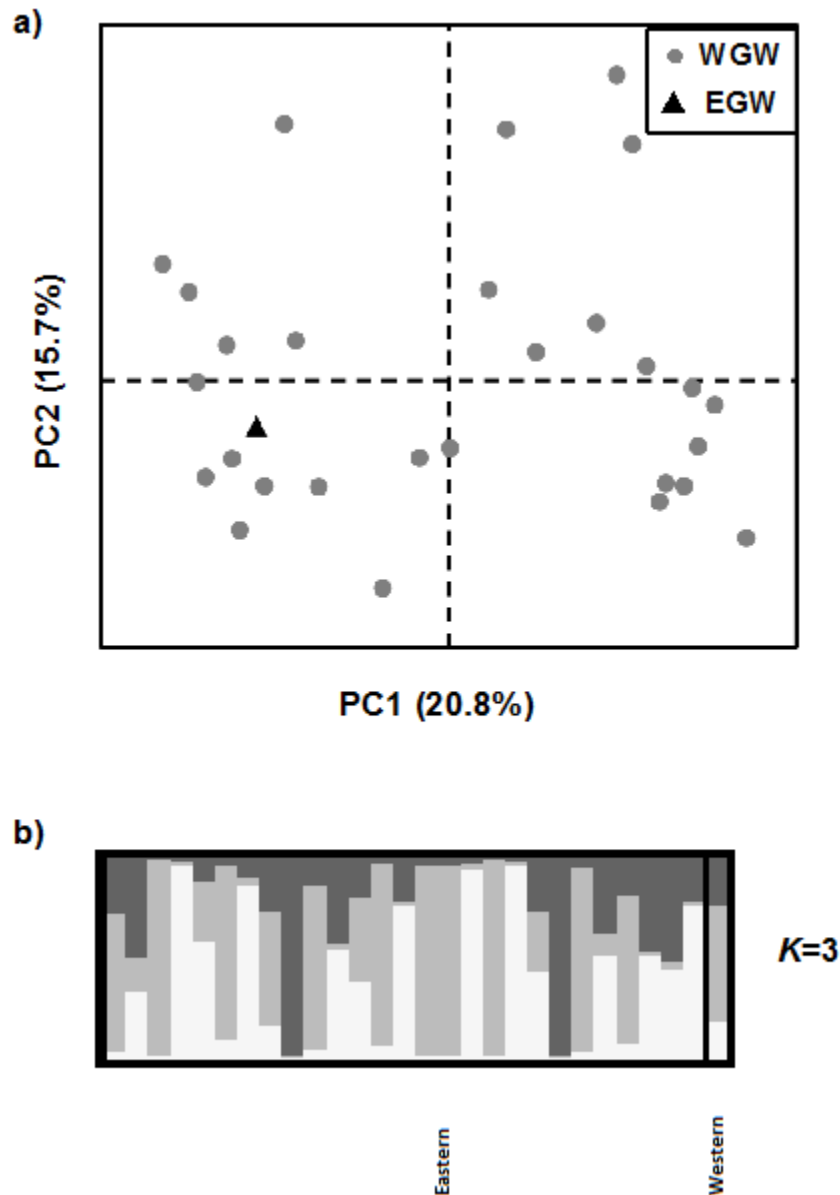 a)
WGW
EGW
PC2 (15.7%)
PC1 (20.8%)
b)
K=3
Eastern
Western